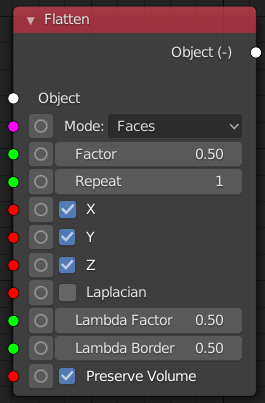 Flatten
Object (-)
Object
Mode: Faces
Factor 0.50
Repeat 1
X
Y
Z
Laplacian
Lambda Factor 0.50
Lambda Border 0.50
Preserve Volume